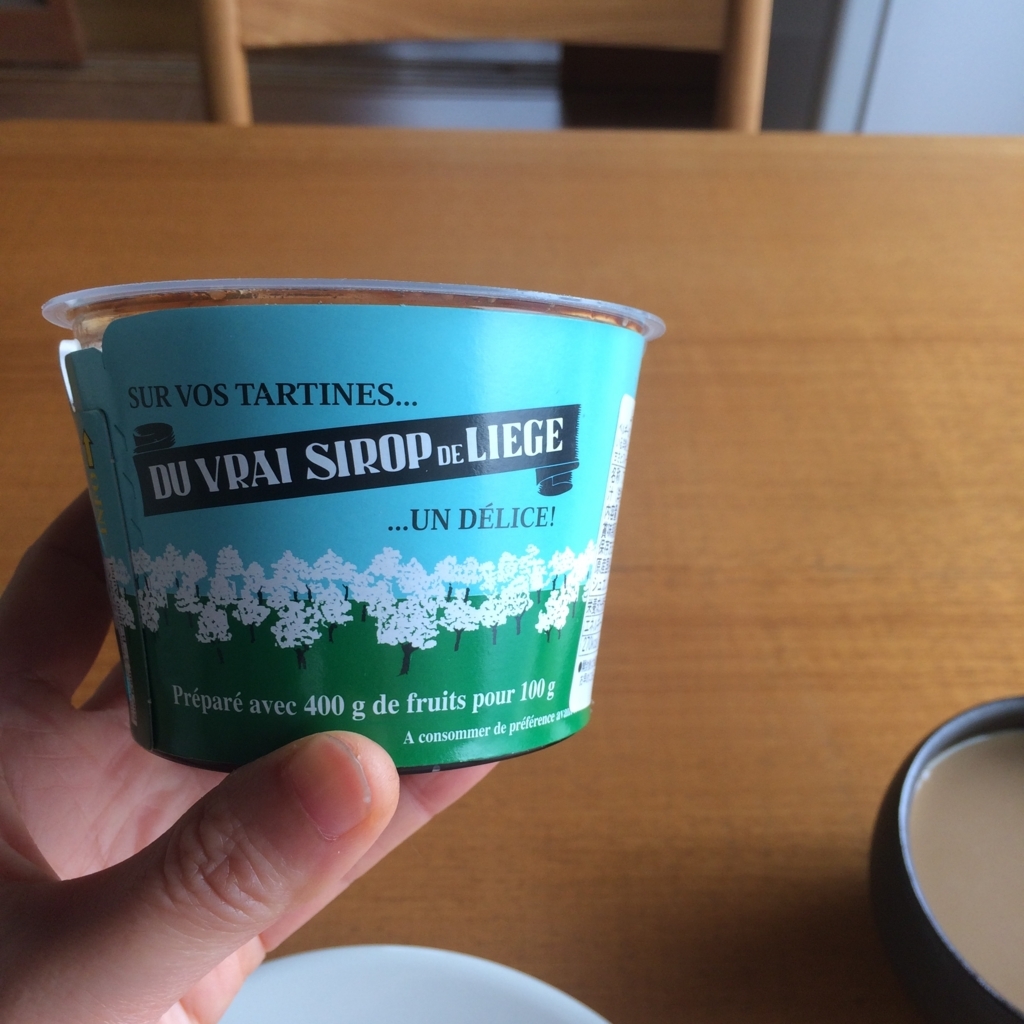 SUR VOS TARTINES...
DU VRAI SIROP DE LIEGE
...UN DÉLICE!
Préparé avec 400 g de fruits pour 100 g
A consommer de préférence